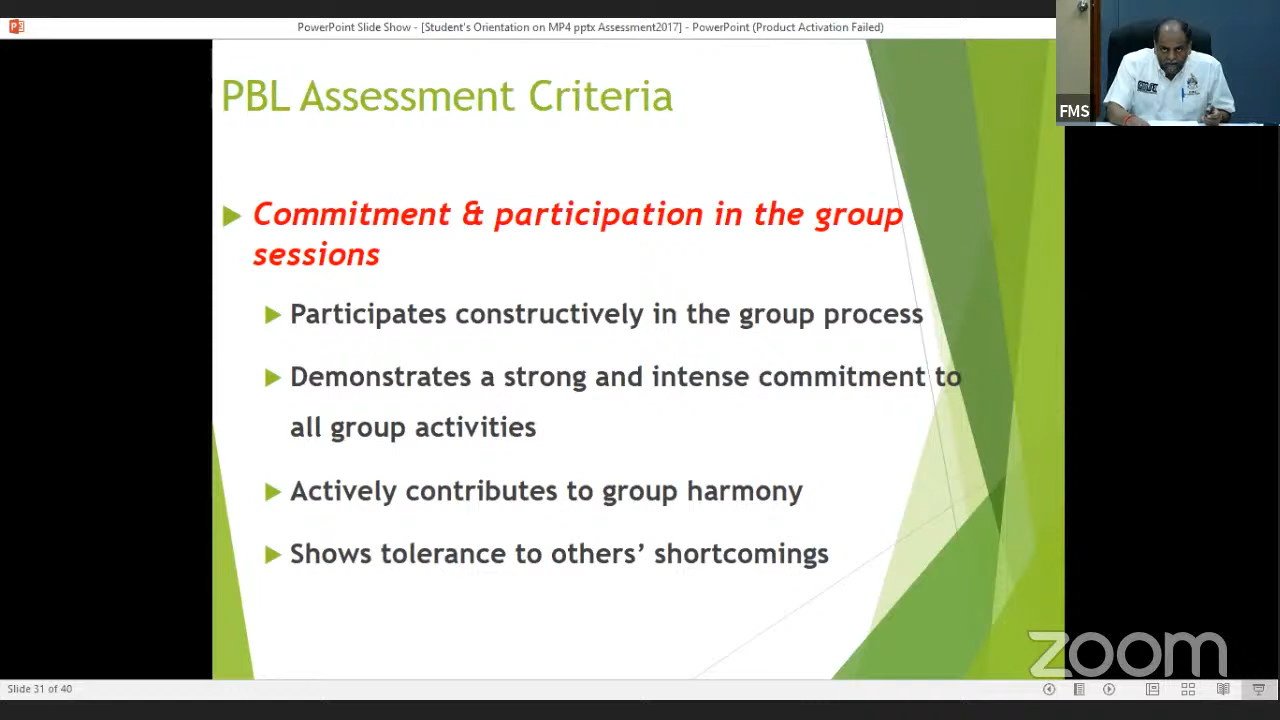 PowerPoint Slide Show - [Student's Orientation on MP4 pptx Assessment2017] - PowerPoint (Product Activation Failed)
FMS
PBL Assessment Criteria
Commitment & participation in the group
sessions
Participates constructively in the group process
Demonstrates a strong and intense commitment to
all group activities
Actively contributes to group harmony
Shows tolerance to others’ shortcomings
zoom
Slide 31 of 40